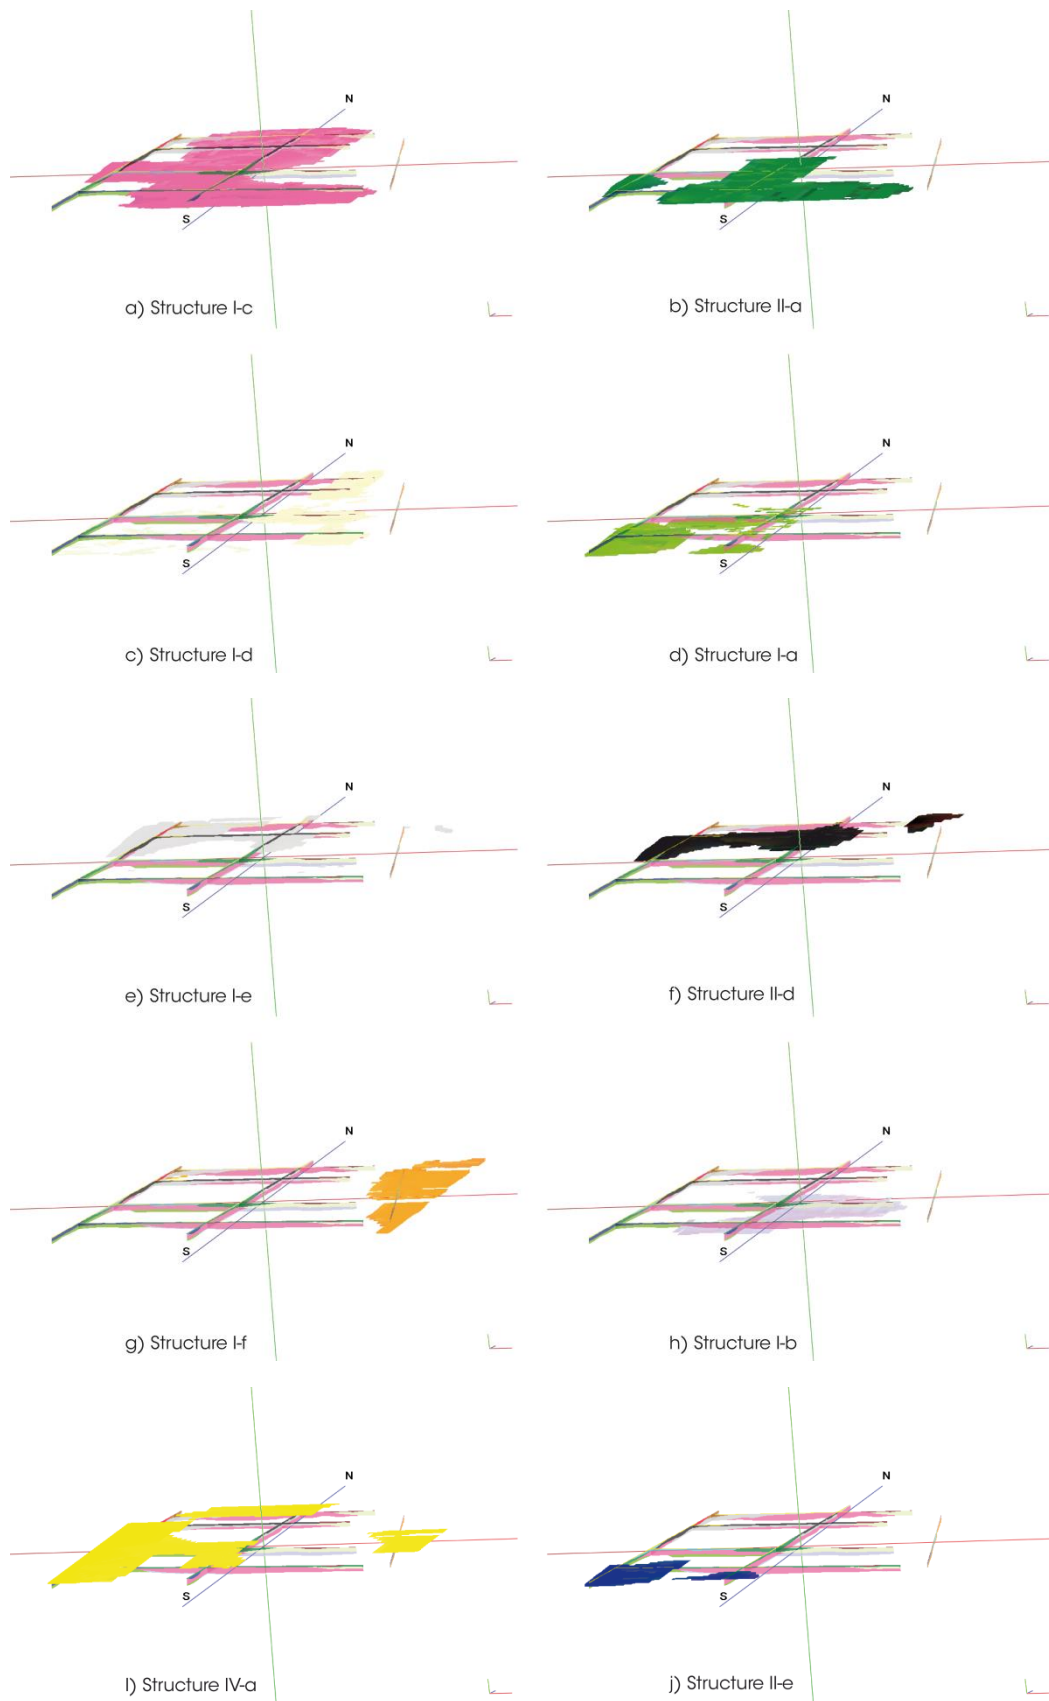 N
N
S
S
a) Structure I-c
b) Structure II-a
N
N
S
S
c) Structure I-d
d) Structure I-a
N
N
S
S
e) Structure I-e
f) Structure II-d
N
N
S
S
g) Structure I-f
h) Structure I-b
N
N
S
S
I) Structure IV-a
j) Structure II-e